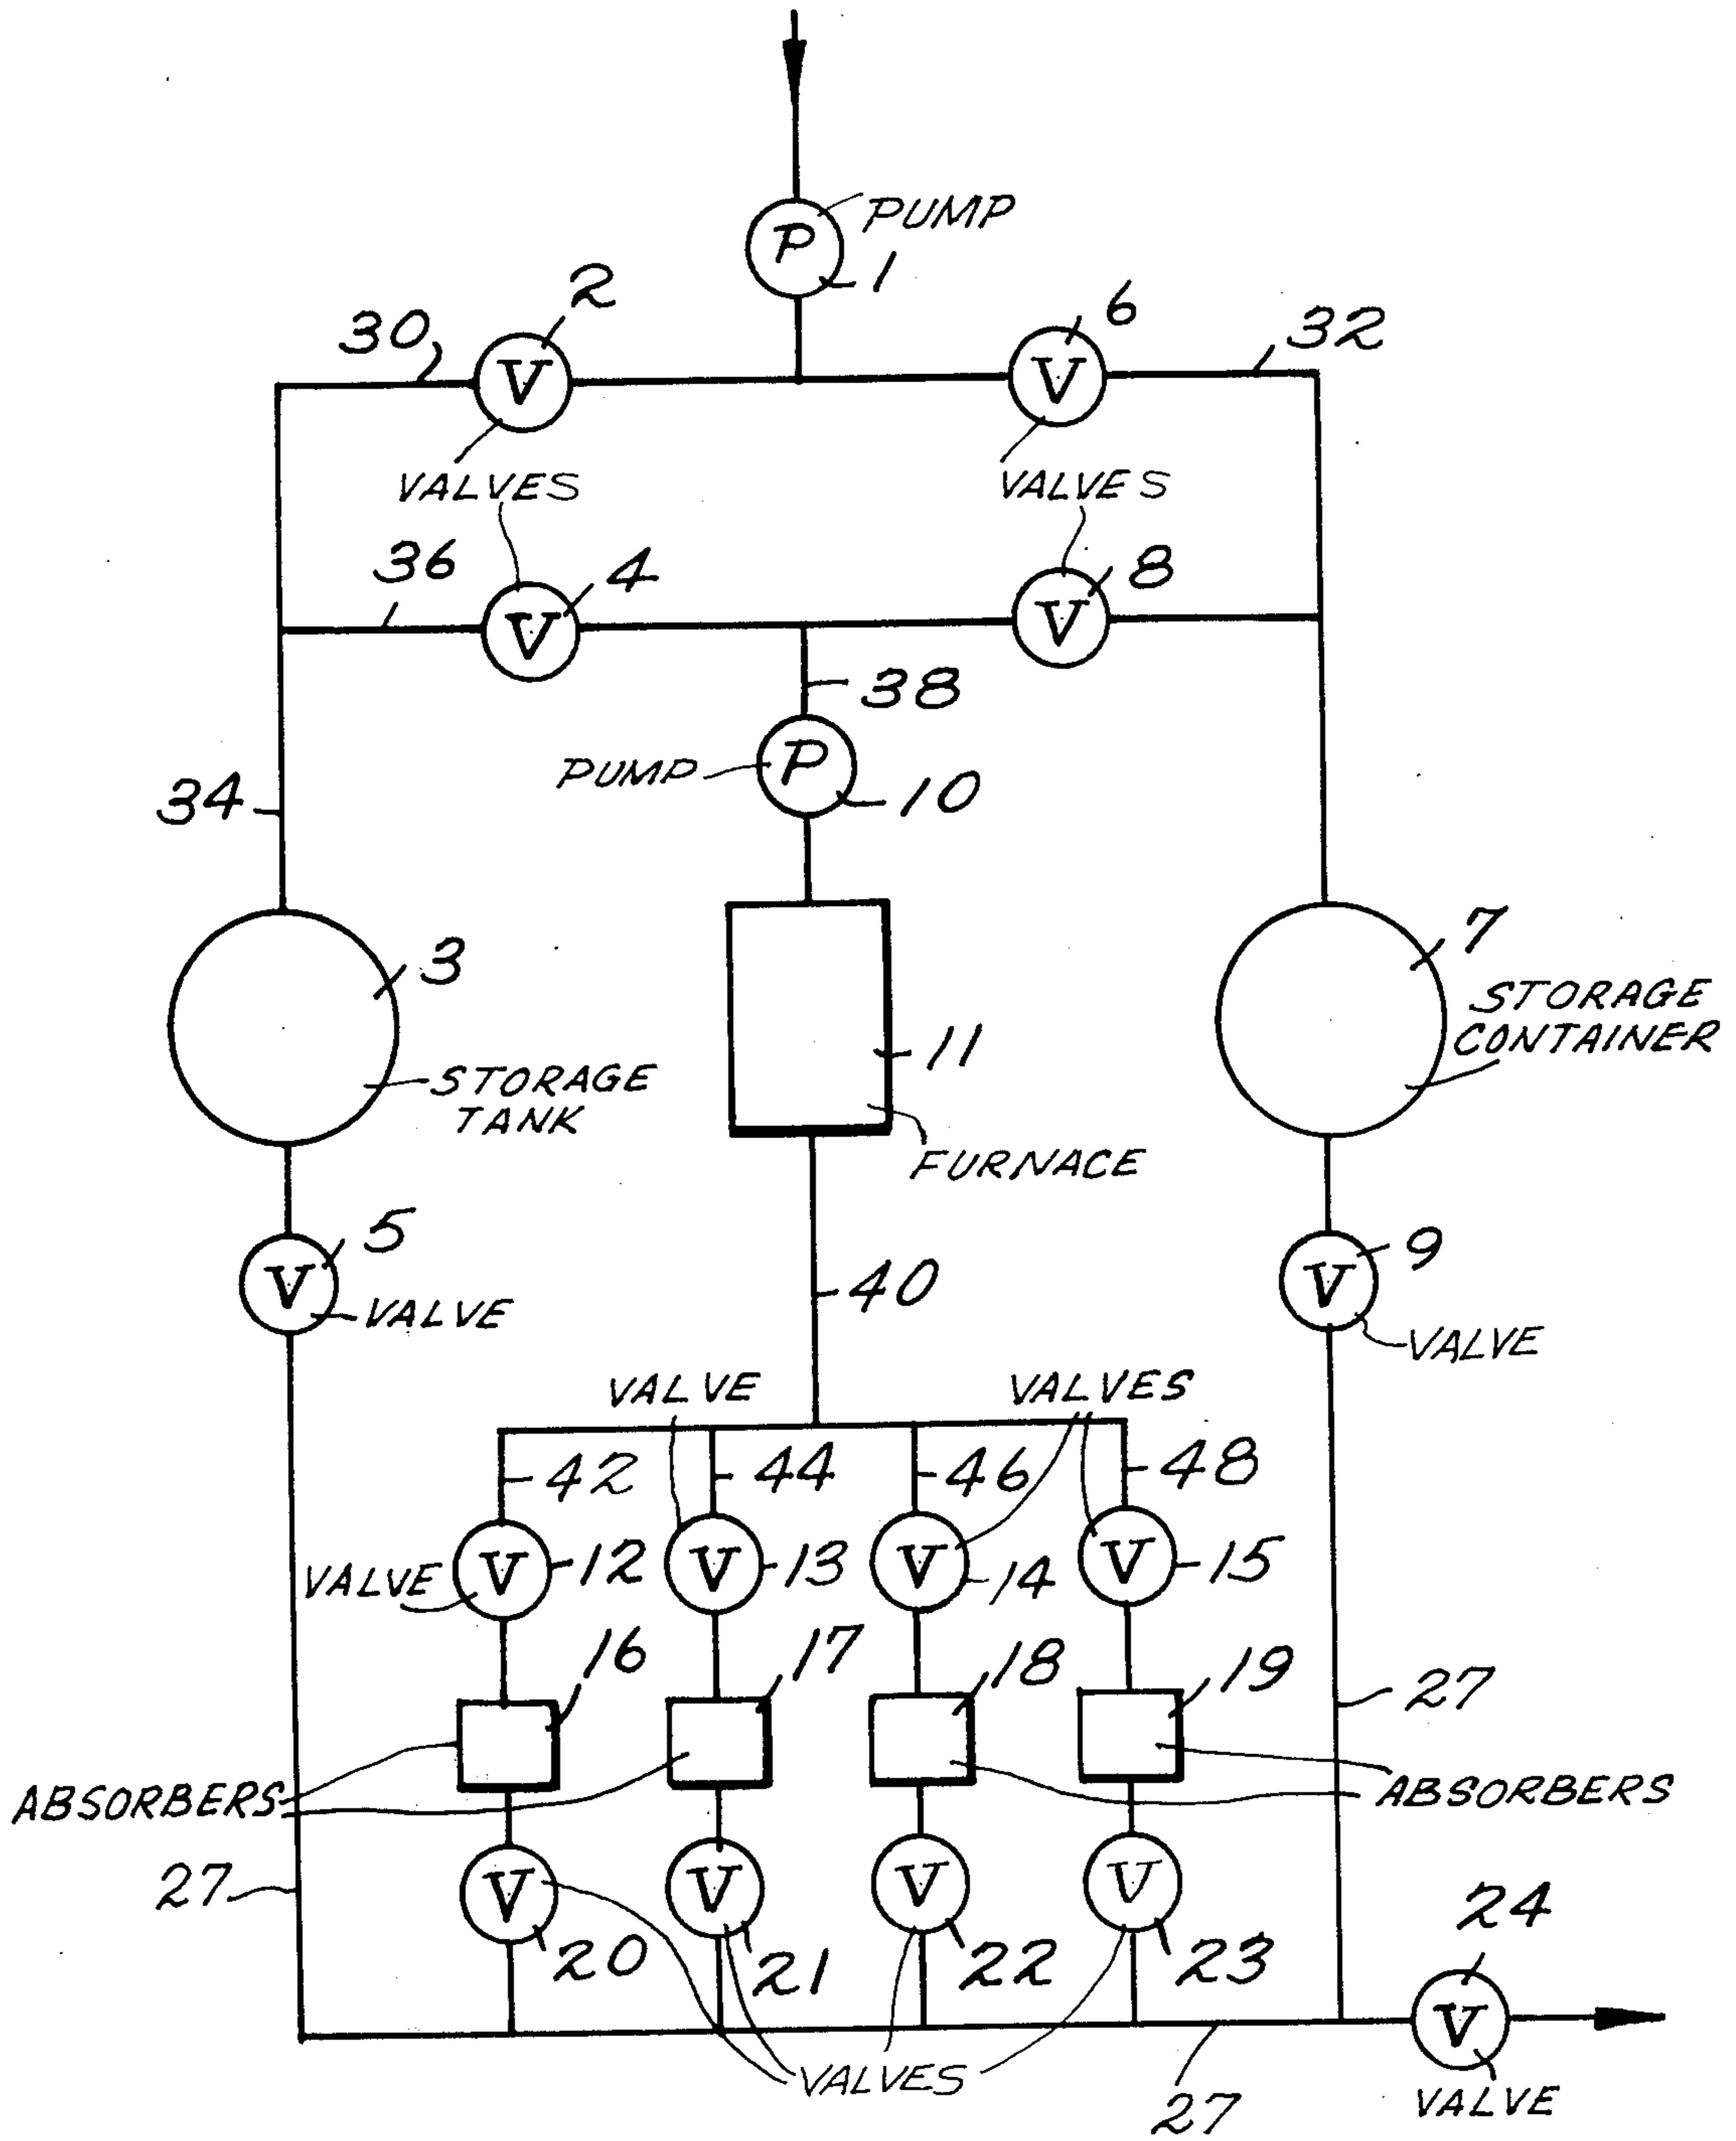 PUMP
P
1
2
6
30
32
V
V
VALVES
VALVES
36
4
8
V
V
38
PUMP
P
10
34
3
7
STORAGE
CONTAINER
11
STORAGE
TANK
FURNACE
5
9
V
V
VALVE
VALVE
40
VALVE
VALVES
42
44
46
48
VALVE
V
12
V
13
V
14
V
15
16
17
18
19
27
ABSORBERS
ABSORBERS
27
V
V
V
V
24
20
21
22
23
V
VALVES
27
VALVE